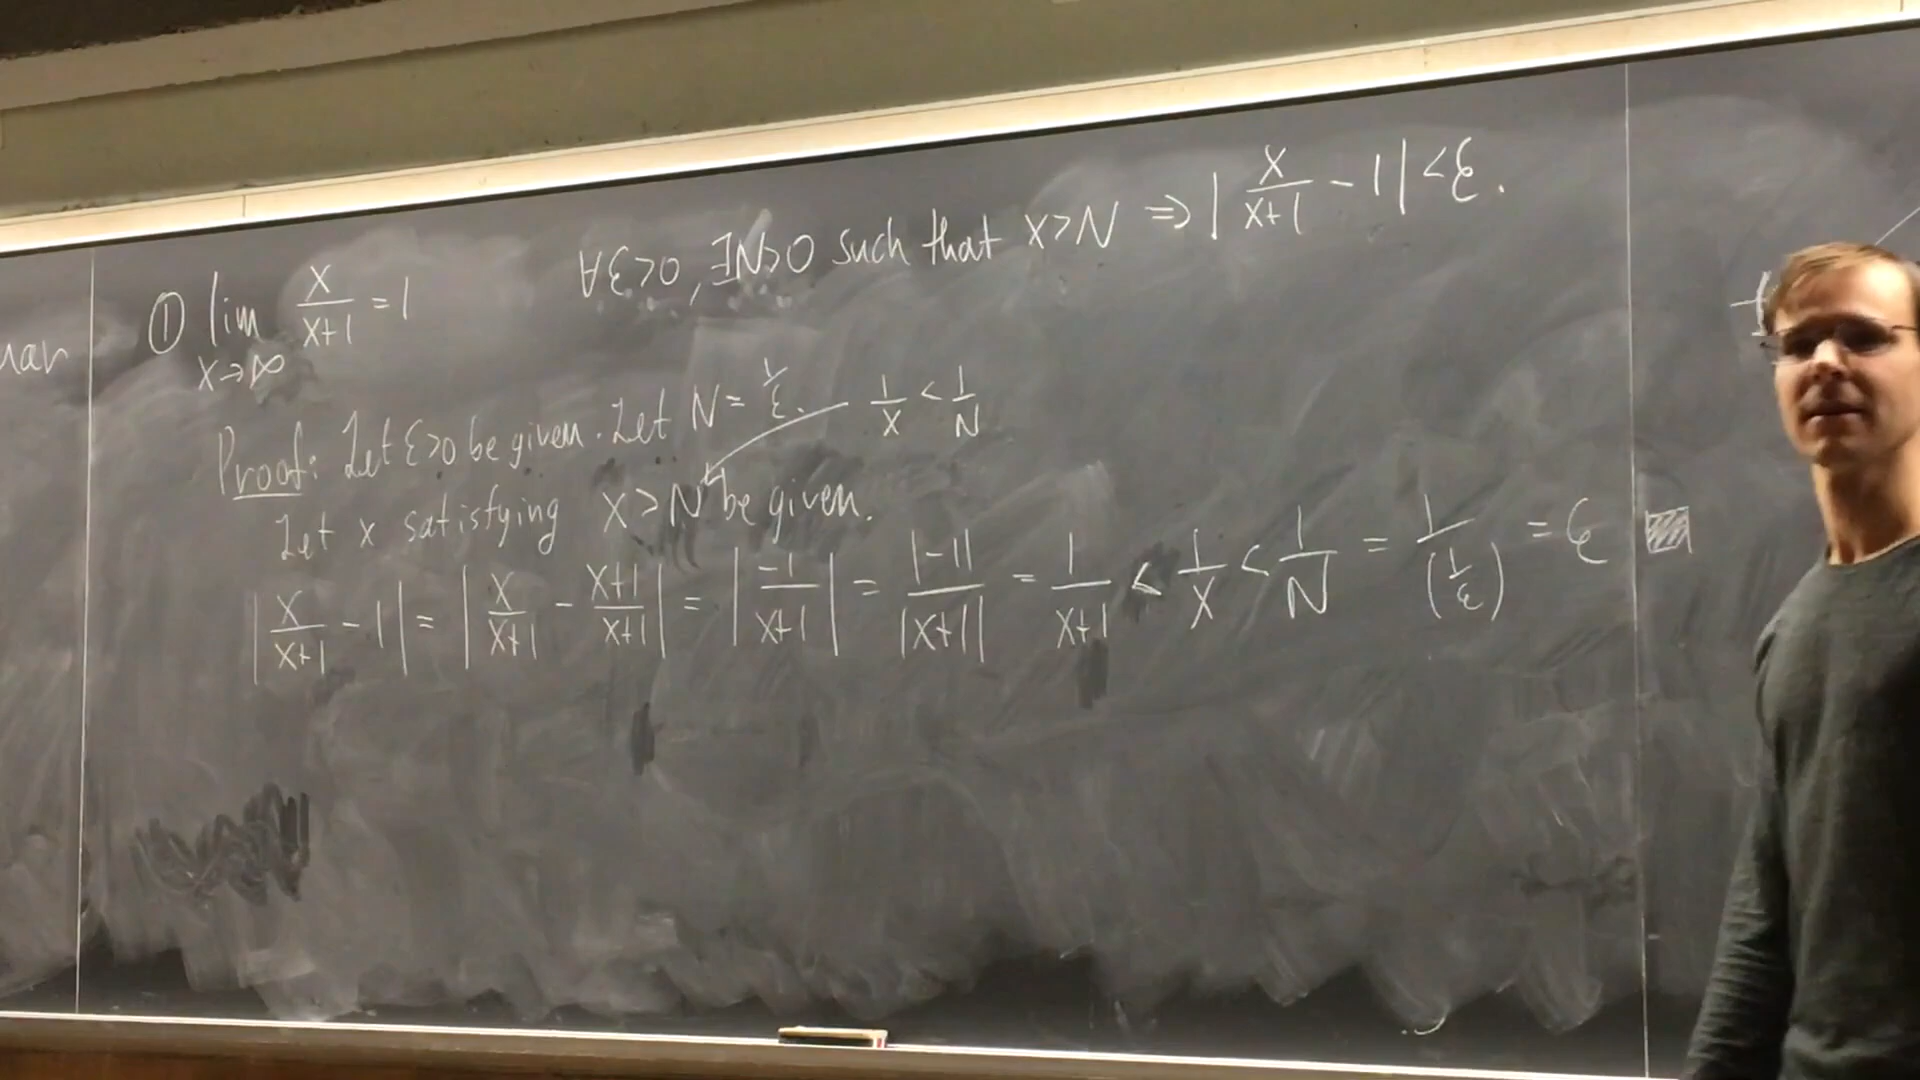 ① lim x→∞ x/(x+1) = 1
∀ε>0, ∃N>0 such that x>N ⇒ |x/(x+1) - 1| < ε.
Proof: Let ε>0 be given. Let N = 1/ε. 1/x < 1/N
Let x satisfying x>N be given.
|x/(x+1) - 1| = |x/(x+1) - (x+1)/(x+1)| = |-1/(x+1)| = |-1|/|x+1| = 1/(x+1) < 1/x < 1/N = 1/(1/ε) = ε